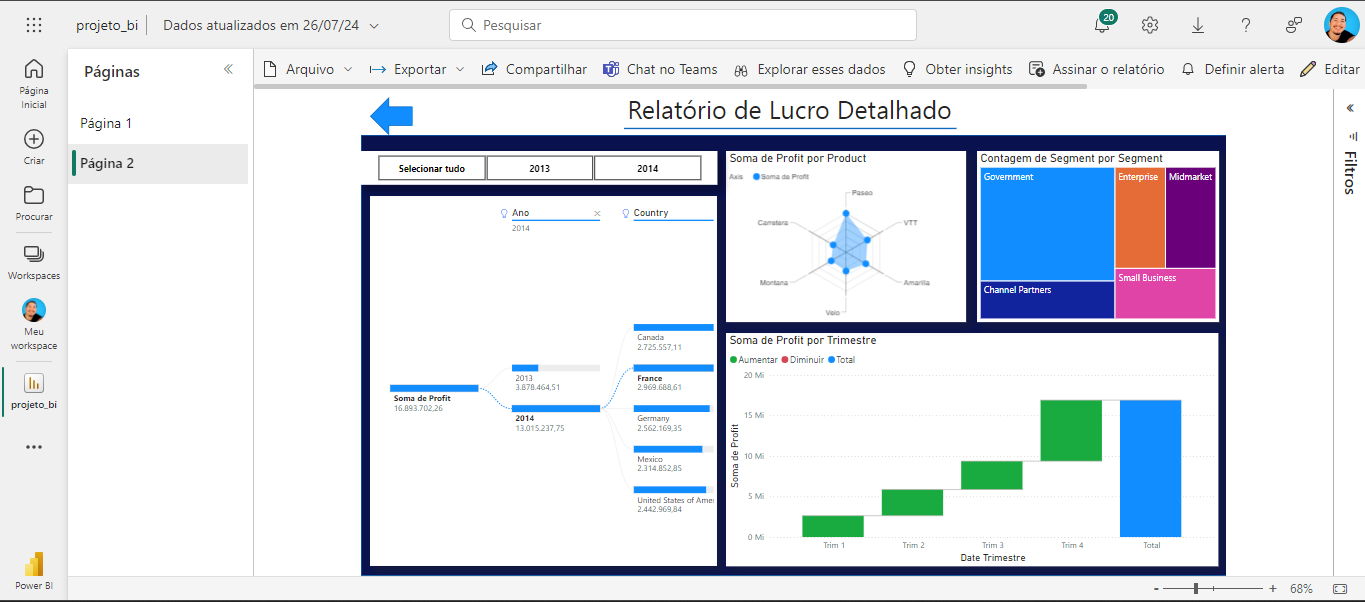 projeto_bi
Dados atualizados em 26/07/24
Pesquisar
20
Página Inicial
Criar
Procurar
Workspaces
Meu workspace
projeto_bi
Power BI
Páginas
Página 1
Página 2
Arquivo
Exportar
Compartilhar
Chat no Teams
Explorar esses dados
Obter insights
Assinar o relatório
Definir alerta
Editar
Relatório de Lucro Detalhado
Selecionar tudo
2013
2014
Ano
2014
Country
Soma de Profit
16.893.702,26
2013
3.878.464,51
2014
13.015.237,75
Canada
2.725.557,11
France
2.969.688,61
Germany
2.562.169,35
Mexico
2.314.852,85
United States of Amer
2.442.969,84
Soma de Profit por Product
Axis
Soma de Profit
Paseo
VTT
Amarilla
Velo
Montana
Carretera
Contagem de Segment por Segment
Government
Enterprise
Midmarket
Channel Partners
Small Business
Soma de Profit por Trimestre
Aumentar
Diminuir
Total
Soma de Profit
20 Mi
15 Mi
10 Mi
5 Mi
0 Mi
Trim 1
Trim 2
Trim 3
Trim 4
Total
Date Trimestre
Filtros
-
+
68%